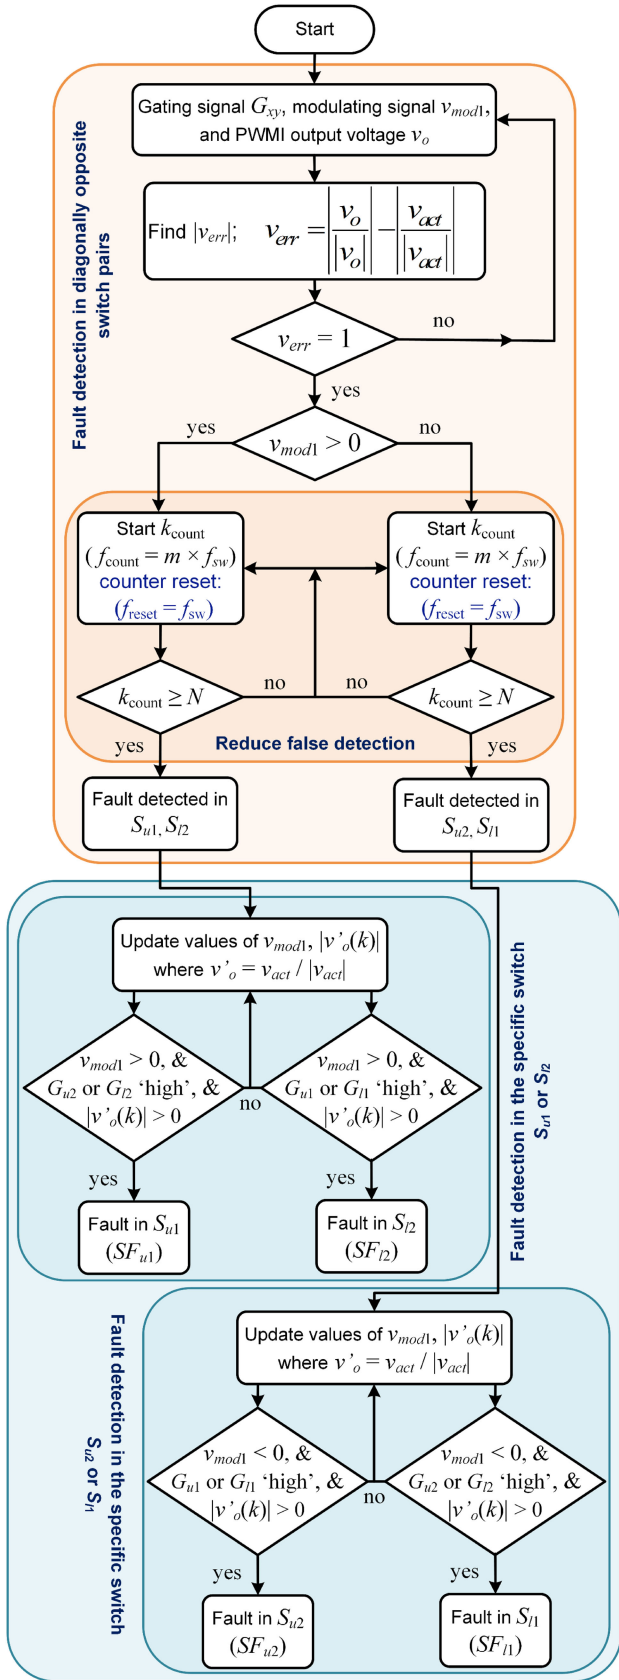 Start
Fault detection in diagonally opposite
switch pairs
Gating signal G_xy, modulating signal v_mod1,
and PWMI output voltage v_o
Find |v_err|; v_err = |v_o/|v_o|| − |v_act/|v_act||
v_err = 1
no
yes
v_mod1 > 0
yes
no
Start k_count
(f_count = m × f_sw)
counter reset:
(f_reset = f_sw)
Start k_count
(f_count = m × f_sw)
counter reset:
(f_reset = f_sw)
k_count ≥ N
no
no
k_count ≥ N
yes
Reduce false detection
yes
Fault detected in
S_u1, S_l2
Fault detected in
S_u2, S_l1
Fault detection in the specific switch
S_u1 or S_l2
Update values of v_mod1, |v'_o(k)|
where v'_o = v_act / |v_act|
v_mod1 > 0, &
G_u2 or G_l2 ‘high’, &
|v'_o(k)| > 0
no
v_mod1 > 0, &
G_u1 or G_l1 ‘high’, &
|v'_o(k)| > 0
yes
yes
Fault in S_u1
(SF_u1)
Fault in S_l2
(SF_l2)
Fault detection in the specific switch
S_u2 or S_l1
Update values of v_mod1, |v'_o(k)|
where v'_o = v_act / |v_act|
v_mod1 < 0, &
G_u1 or G_l1 ‘high’, &
|v'_o(k)| > 0
no
v_mod1 < 0, &
G_u2 or G_l2 ‘high’, &
|v'_o(k)| > 0
yes
yes
Fault in S_u2
(SF_u2)
Fault in S_l1
(SF_l1)